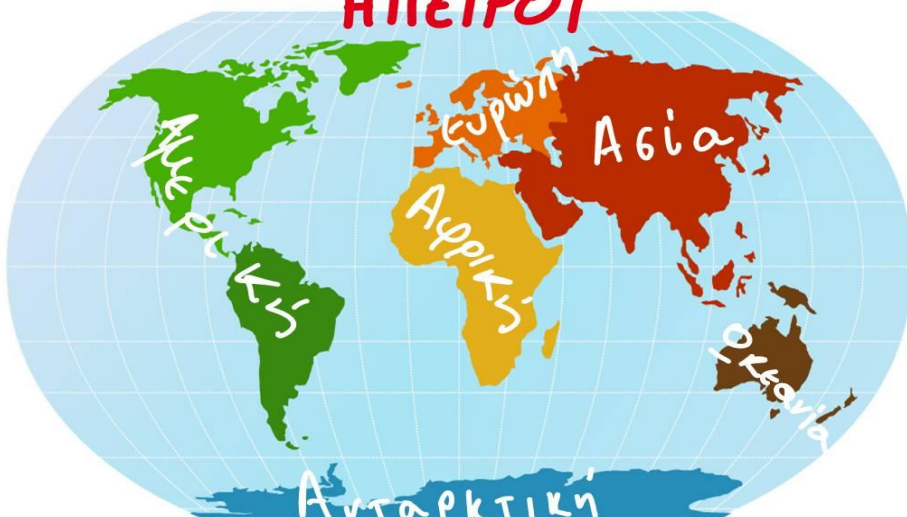 ΗΠΕΙΡΟΙ
Ευρώπη
Ασία
Αμερική
Αφρική
Ωκεανία
Ανταρκτική